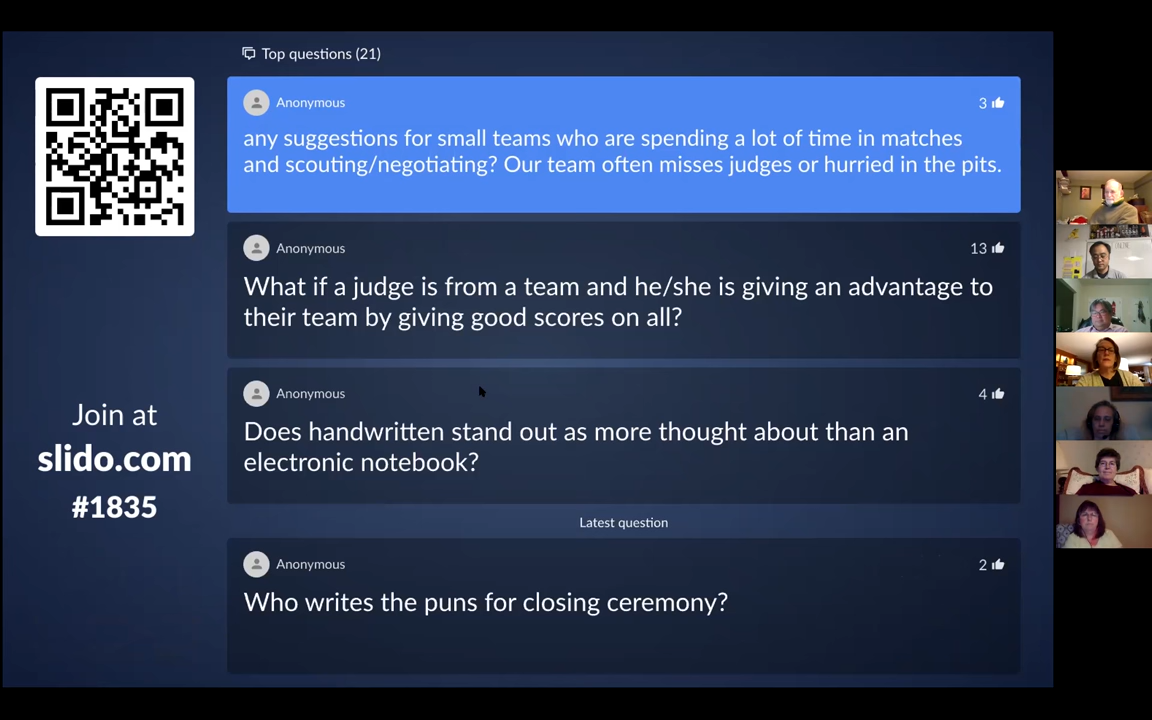 Top questions (21)
Anonymous
3
any suggestions for small teams who are spending a lot of time in matches
and scouting/negotiating? Our team often misses judges or hurried in the pits.
Anonymous
13
What if a judge is from a team and he/she is giving an advantage to
their team by giving good scores on all?
Anonymous
4
Does handwritten stand out as more thought about than an
electronic notebook?
Latest question
Anonymous
2
Who writes the puns for closing ceremony?
Join at
slido.com
#1835